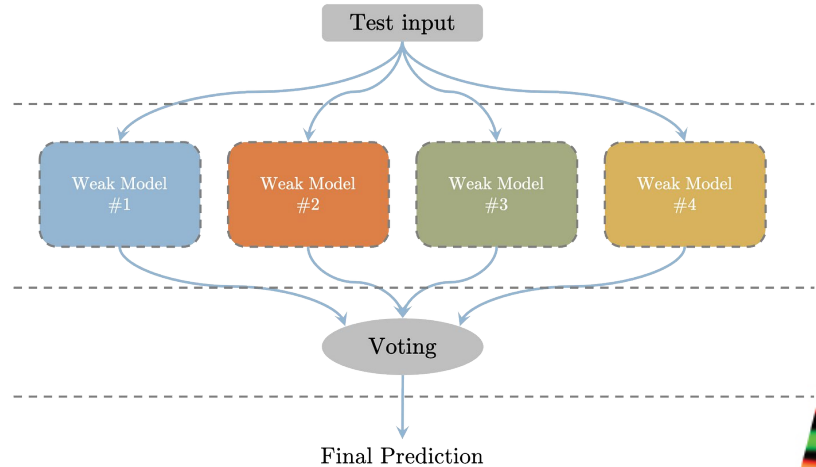 Test input
Weak Model
#1
Weak Model
#2
Weak Model
#3
Weak Model
#4
Voting
Final Prediction